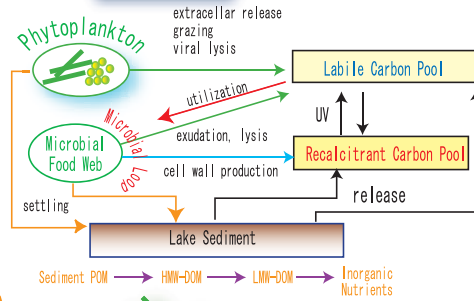 extracellar release
grazing
viral lysis
Phytoplankton
Labile Carbon Pool
utilization
Microbial Loop
UV
Microbial
Food Web
exudation, lysis
Recalcitrant Carbon Pool
cell wall production
settling
release
Lake Sediment
Sediment POM
HMW-DOM
LMW-DOM
Inorganic
Nutrients